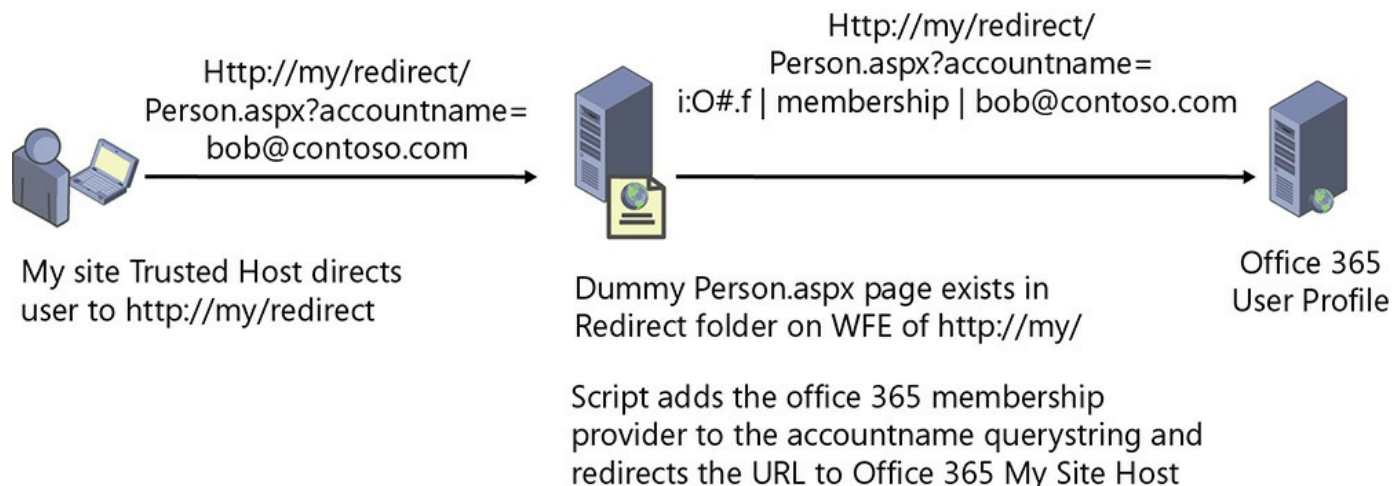 Http://my/redirect/
Person.aspx?accountname=
bob@contoso.com
Http://my/redirect/
Person.aspx?accountname=
i:O#.f | membership | bob@contoso.com
My site Trusted Host directs
user to http://my/redirect
Dummy Person.aspx page exists in
Redirect folder on WFE of http://my/
Script adds the office 365 membership
provider to the accountname querystring and
redirects the URL to Office 365 My Site Host
Office 365
User Profile